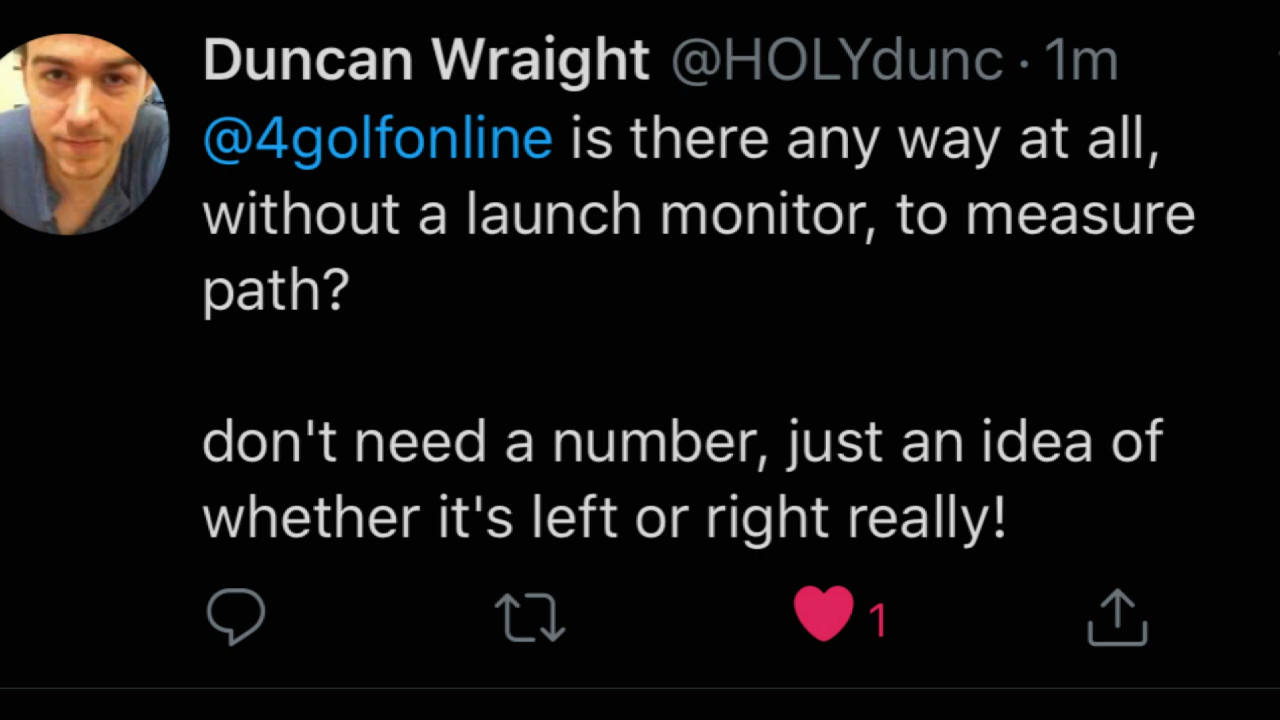 Duncan Wraight @HOLYdunc · 1m
@4golfonline is there any way at all,
without a launch monitor, to measure
path?
don't need a number, just an idea of
whether it's left or right really!
1